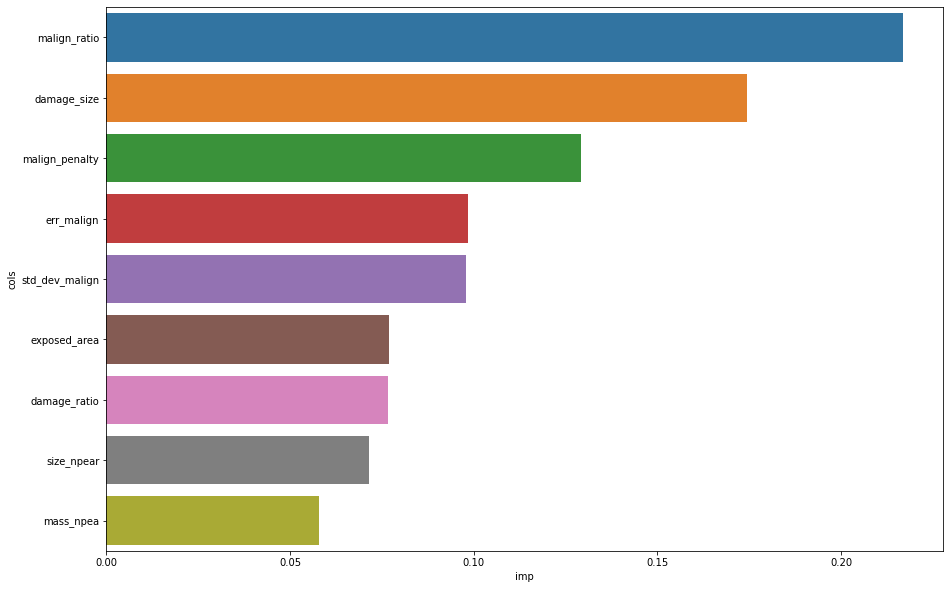 malign_ratio
damage_size
malign_penalty
err_malign
std_dev_malign
exposed_area
damage_ratio
size_npear
mass_npea
cols
0.00 0.05 0.10 0.15 0.20
imp